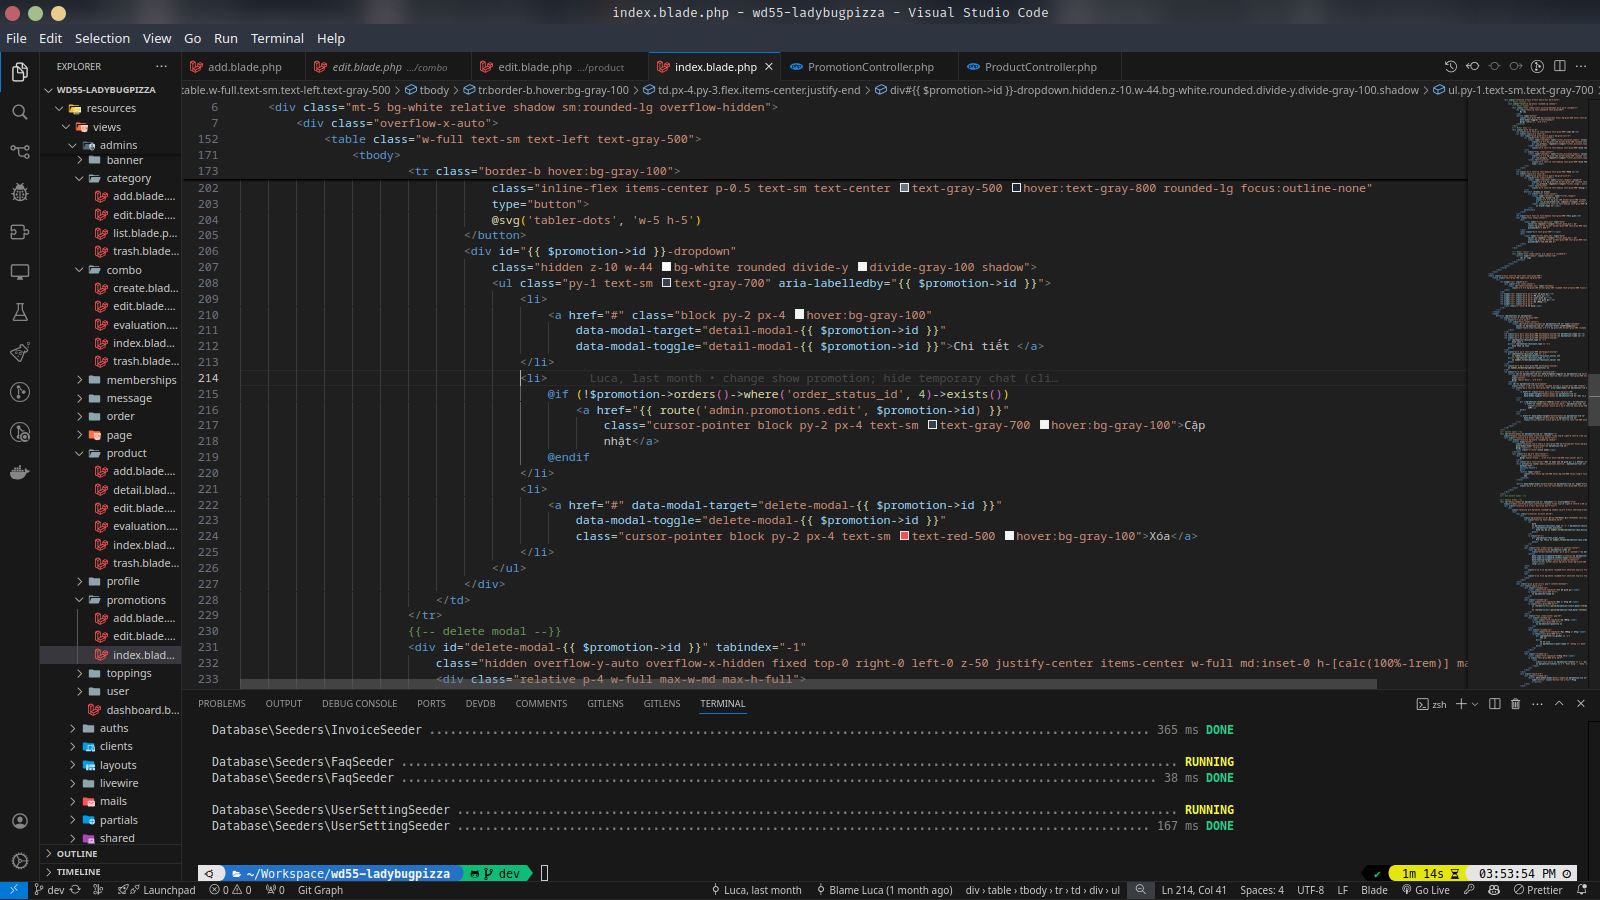 index.blade.php - wd55-ladybugpizza - Visual Studio Code
File Edit Selection View Go Run Terminal Help
EXPLORER ···
WD55-LADYBUGPIZZA
resources
views
admins
banner
category
add.blade....
edit.blade....
list.blade.p...
trash.blade...
combo
create.blad...
edit.blade....
evaluation....
index.blad...
trash.blade...
memberships
message
order
page
product
add.blade....
detail.blad...
edit.blade....
evaluation....
index.blad...
trash.blade...
profile
promotions
add.blade....
edit.blade....
index.blad...
toppings
user
dashboard.b...
auths
clients
layouts
livewire
mails
partials
shared
OUTLINE
TIMELINE
add.blade.php edit.blade.php .../combo edit.blade.php .../product index.blade.php PromotionController.php ProductController.php
table.w-full.text-sm.text-left.text-gray-500 > tbody > tr.border-b.hover:bg-gray-100 > td.px-4.py-3.flex.items-center.justify-end > div#{{ $promotion->id }}-dropdown.hidden.z-10.w-44.bg-white.rounded.divide-y.divide-gray-100.shadow > ul.py-1.text-sm.text-gray-700 >
6 <div class="mt-5 bg-white relative shadow sm:rounded-lg overflow-hidden">
7 <div class="overflow-x-auto">
152 <table class="w-full text-sm text-left text-gray-500">
171 <tbody>
173 <tr class="border-b hover:bg-gray-100">
202 class="inline-flex items-center p-0.5 text-sm text-center text-gray-500 hover:text-gray-800 rounded-lg focus:outline-none"
203 type="button">
204 @svg('tabler-dots', 'w-5 h-5')
205 </button>
206 <div id="{{ $promotion->id }}-dropdown"
207 class="hidden z-10 w-44 bg-white rounded divide-y divide-gray-100 shadow">
208 <ul class="py-1 text-sm text-gray-700" aria-labelledby="{{ $promotion->id }}">
209 <li>
210 <a href="#" class="block py-2 px-4 hover:bg-gray-100"
211 data-modal-target="detail-modal-{{ $promotion->id }}"
212 data-modal-toggle="detail-modal-{{ $promotion->id }}">Chi tiết </a>
213 </li>
214 <li> Luca, last month • change show promotion; hide temporary chat (cli…
215 @if (!$promotion->orders()->where('order_status_id', 4)->exists())
216 <a href="{{ route('admin.promotions.edit', $promotion->id) }}"
217 class="cursor-pointer block py-2 px-4 text-sm text-gray-700 hover:bg-gray-100">Cập
218 nhật</a>
219 @endif
220 </li>
221 <li>
222 <a href="#" data-modal-target="delete-modal-{{ $promotion->id }}"
223 data-modal-toggle="delete-modal-{{ $promotion->id }}"
224 class="cursor-pointer block py-2 px-4 text-sm text-red-500 hover:bg-gray-100">Xóa</a>
225 </li>
226 </ul>
227 </div>
228 </td>
229 </tr>
230 {{-- delete modal --}}
231 <div id="delete-modal-{{ $promotion->id }}" tabindex="-1"
232 class="hidden overflow-y-auto overflow-x-hidden fixed top-0 right-0 left-0 z-50 justify-center items-center w-full md:inset-0 h-[calc(100%-1rem)] ma
233 <div class="relative p-4 w-full max-w-md max-h-full">
PROBLEMS OUTPUT DEBUG CONSOLE PORTS DEVDB COMMENTS GITLENS GITLENS TERMINAL zsh
Database\Seeders\InvoiceSeeder ........ 365 ms DONE
Database\Seeders\FaqSeeder ........ RUNNING
Database\Seeders\FaqSeeder ........ 38 ms DONE
Database\Seeders\UserSettingSeeder ........ RUNNING
Database\Seeders\UserSettingSeeder ........ 167 ms DONE
~/Workspace/wd55-ladybugpizza dev ✔ 1m 14s 03:53:54 PM
dev Launchpad 0 0 0 Git Graph Luca, last month Blame Luca (1 month ago) div › table › tbody › tr › td › div › ul Ln 214, Col 41 Spaces: 4 UTF-8 LF Blade Go Live Prettier